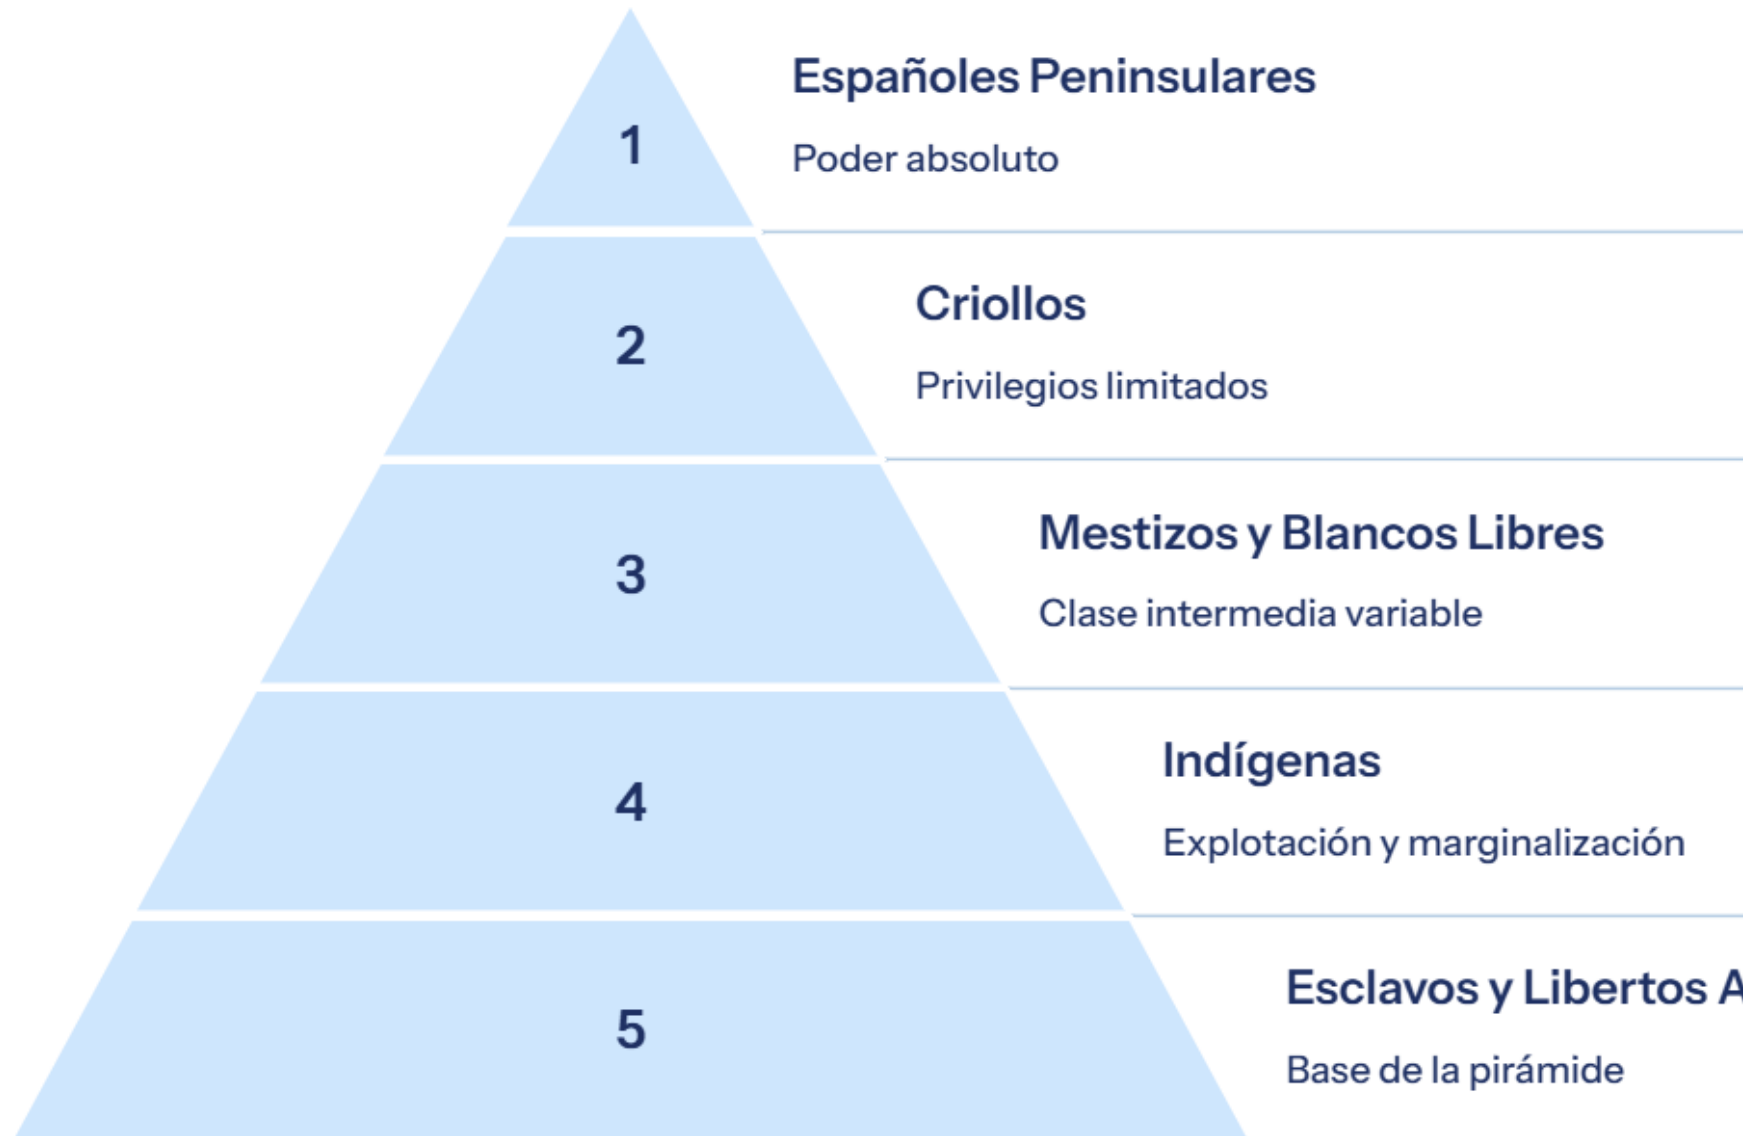 1
Españoles Peninsulares
Poder absoluto
2
Criollos
Privilegios limitados
3
Mestizos y Blancos Libres
Clase intermedia variable
4
Indígenas
Explotación y marginalización
5
Esclavos y Libertos
Base de la pirámide